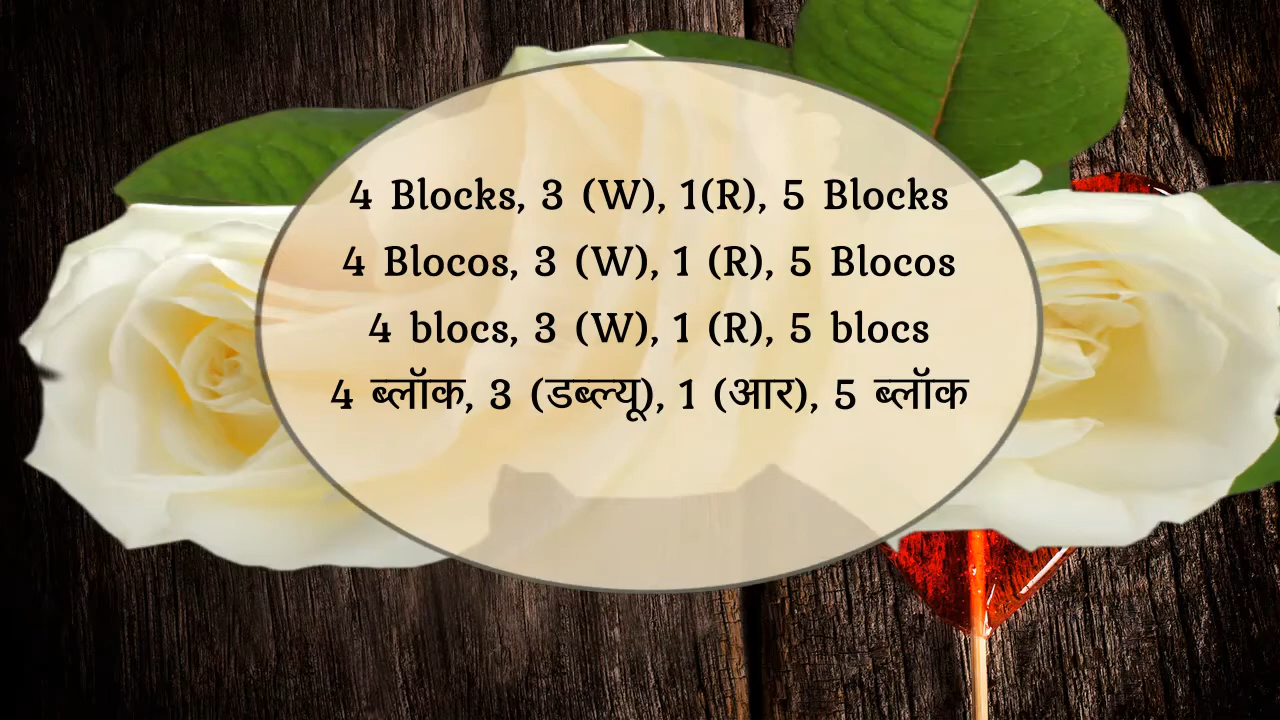 4 Blocks, 3 (W), 1(R), 5 Blocks
4 Blocos, 3 (W), 1 (R), 5 Blocos
4 blocs, 3 (W), 1 (R), 5 blocs
4 ब्लॉक, 3 (डब्ल्यू), 1 (आर), 5 ब्लॉक